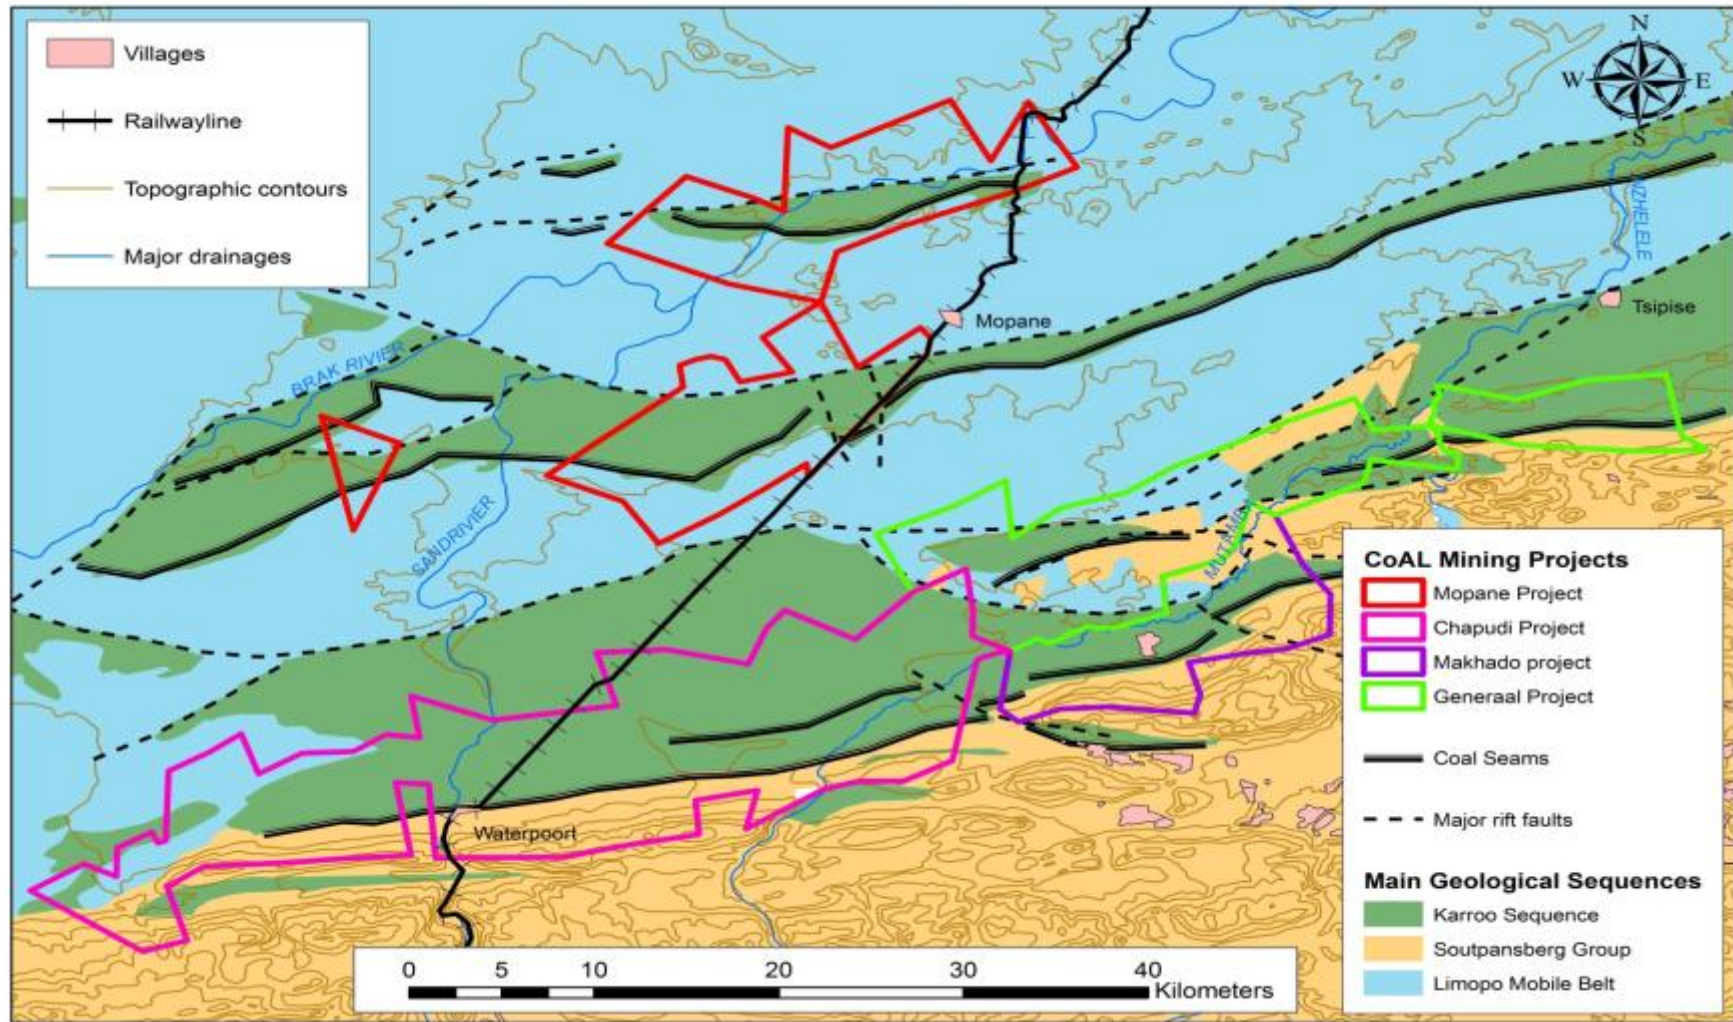 Villages
Railwayline
Topographic contours
Major drainages
N
W E
S
NZHELELE
Tsipise
Mopane
BRAK RIVIER
SANDRIVIER
MUTAMBA
Waterpoort
CoAL Mining Projects
Mopane Project
Chapudi Project
Makhado project
Generaal Project
Coal Seams
Major rift faults
Main Geological Sequences
Karroo Sequence
Soutpansberg Group
Limopo Mobile Belt
0 5 10 20 30 40
Kilometers